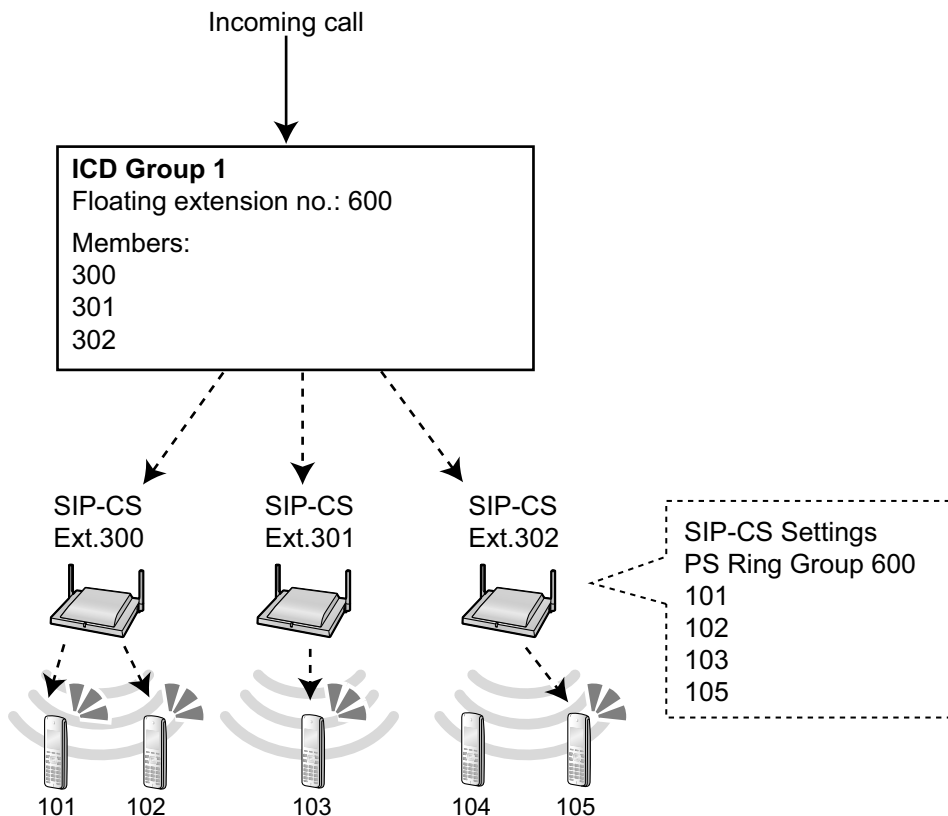 Incoming call
ICD Group 1
Floating extension no.: 600
Members:
300
301
302
SIP-CS
Ext.300
SIP-CS
Ext.301
SIP-CS
Ext.302
SIP-CS Settings
PS Ring Group 600
101
102
103
105
101
102
103
104
105